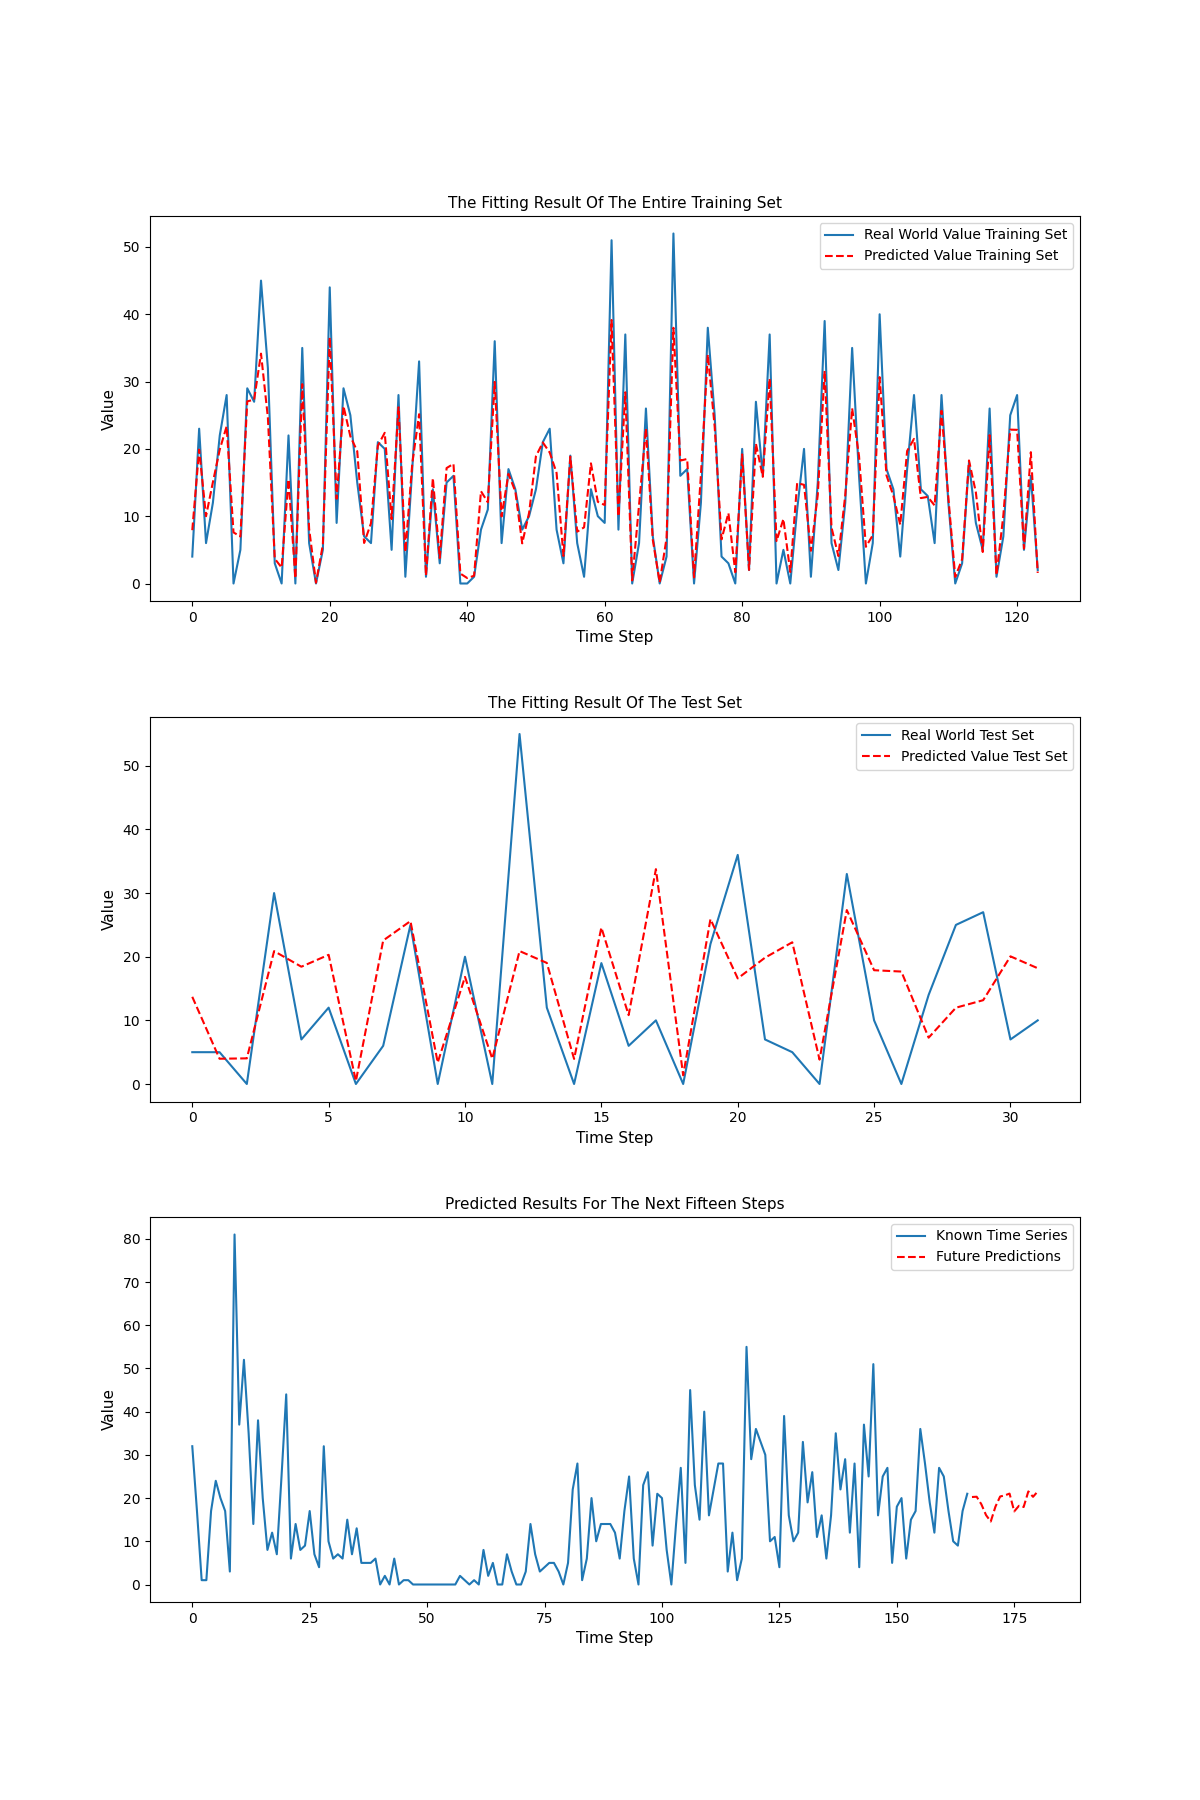 The Fitting Result Of The Entire Training Set
Real World Value Training Set
Predicted Value Training Set
Value
50
40
30
20
10
0
0 20 40 60 80 100 120
Time Step
The Fitting Result Of The Test Set
Real World Test Set
Predicted Value Test Set
Value
50
40
30
20
10
0
0 5 10 15 20 25 30
Time Step
Predicted Results For The Next Fifteen Steps
Known Time Series
Future Predictions
Value
80
70
60
50
40
30
20
10
0
0 25 50 75 100 125 150 175
Time Step